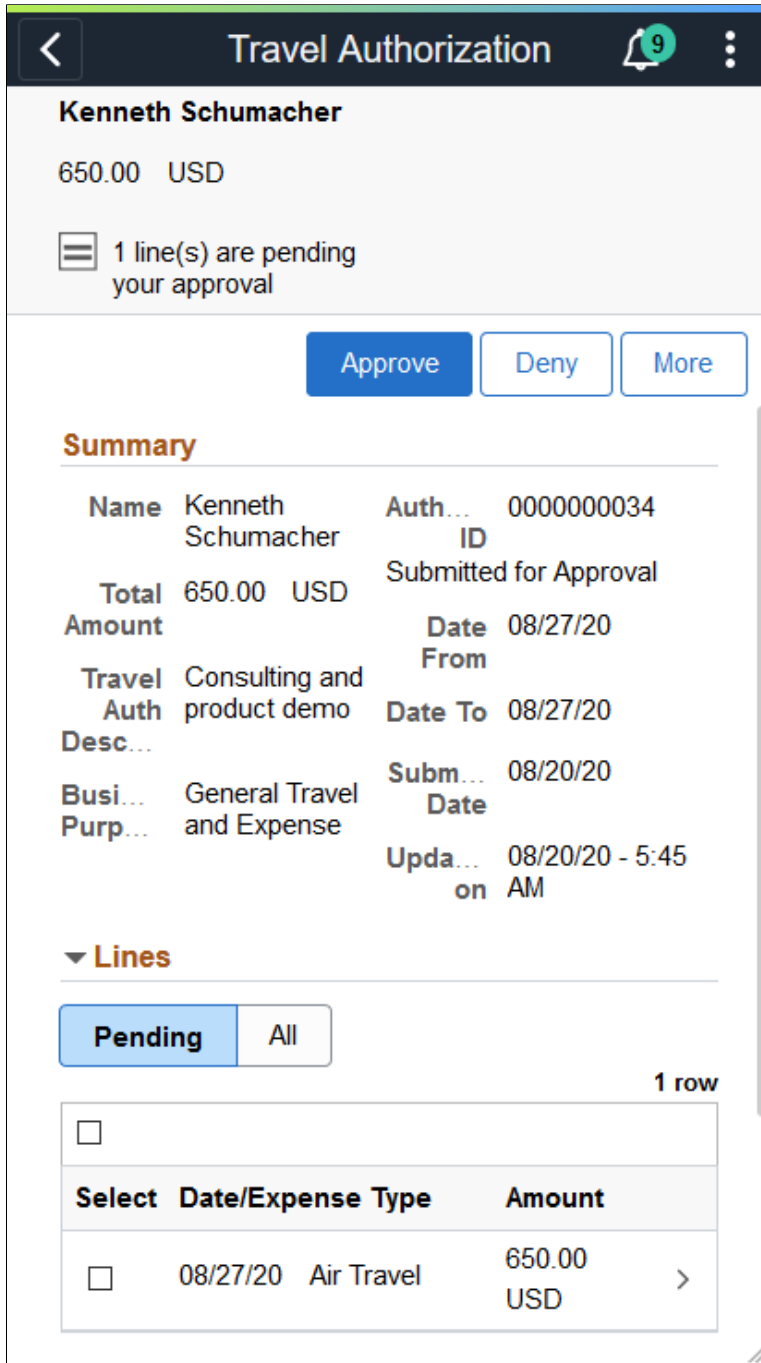 Travel Authorization
9
Kenneth Schumacher
650.00 USD
1 line(s) are pending
your approval
Approve
Deny
More
Summary
Name
Kenneth
Schumacher
Total
Amount
650.00 USD
Travel
Auth
Desc...
Consulting and
product demo
Busi...
Purp...
General Travel
and Expense
Auth...
ID
0000000034
Submitted for Approval
Date
From
08/27/20
Date To
08/27/20
Subm...
Date
08/20/20
Upda...
on
08/20/20 - 5:45
AM
Lines
Pending
All
1 row
Select Date/Expense Type Amount
08/27/20 Air Travel
650.00
USD